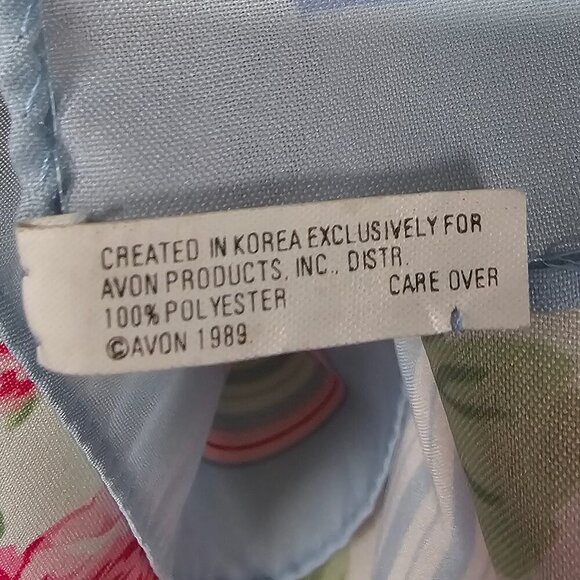 CREATED IN KOREA EXCLUSIVELY FOR
AVON PRODUCTS, INC., DISTR.
100% POLYESTER CARE OVER
©AVON 1989